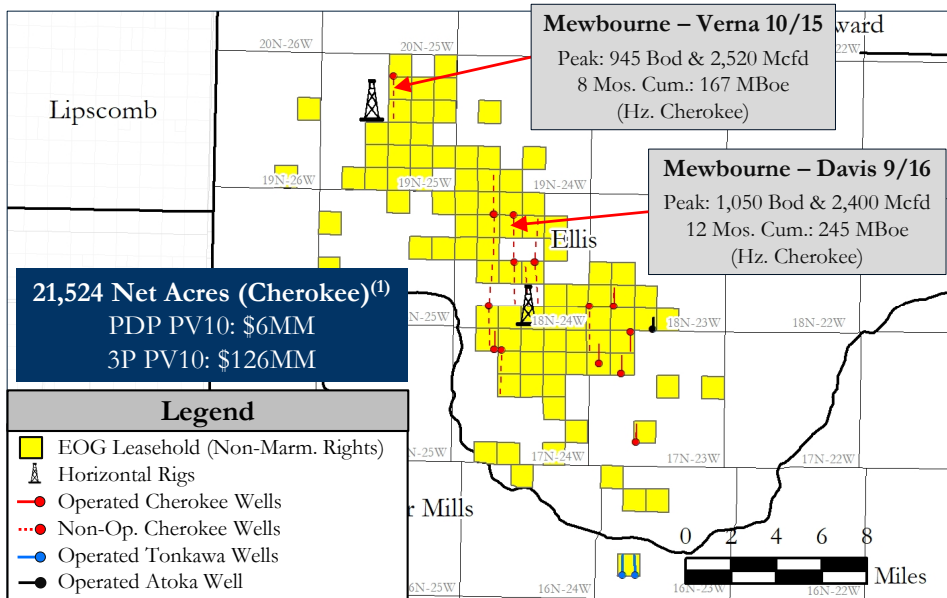 20N-26W
20N-25W
ward
22W
Mewbourne – Verna 10/15
Peak: 945 Bod & 2,520 Mcfd
8 Mos. Cum.: 167 MBoe
(Hz. Cherokee)
Lipscomb
Mewbourne – Davis 9/16
Peak: 1,050 Bod & 2,400 Mcfd
12 Mos. Cum.: 245 MBoe
(Hz. Cherokee)
19N-26W
19N-25W
19N-24W
Ellis
21,524 Net Acres (Cherokee)(1)
PDP PV10: $6MM
3P PV10: $126MM
-25W
18N-24W
18N-23W
18N-22W
Legend
EOG Leasehold (Non-Marm. Rights)
Horizontal Rigs
Operated Cherokee Wells
Non-Op. Cherokee Wells
Operated Tonkawa Wells
Operated Atoka Well
-25W
17N-24W
17N-23W
17N-22W
r Mills
0 2 4 6 8
Miles
6N-25W
16N-24W
16N-23W
16N-22W